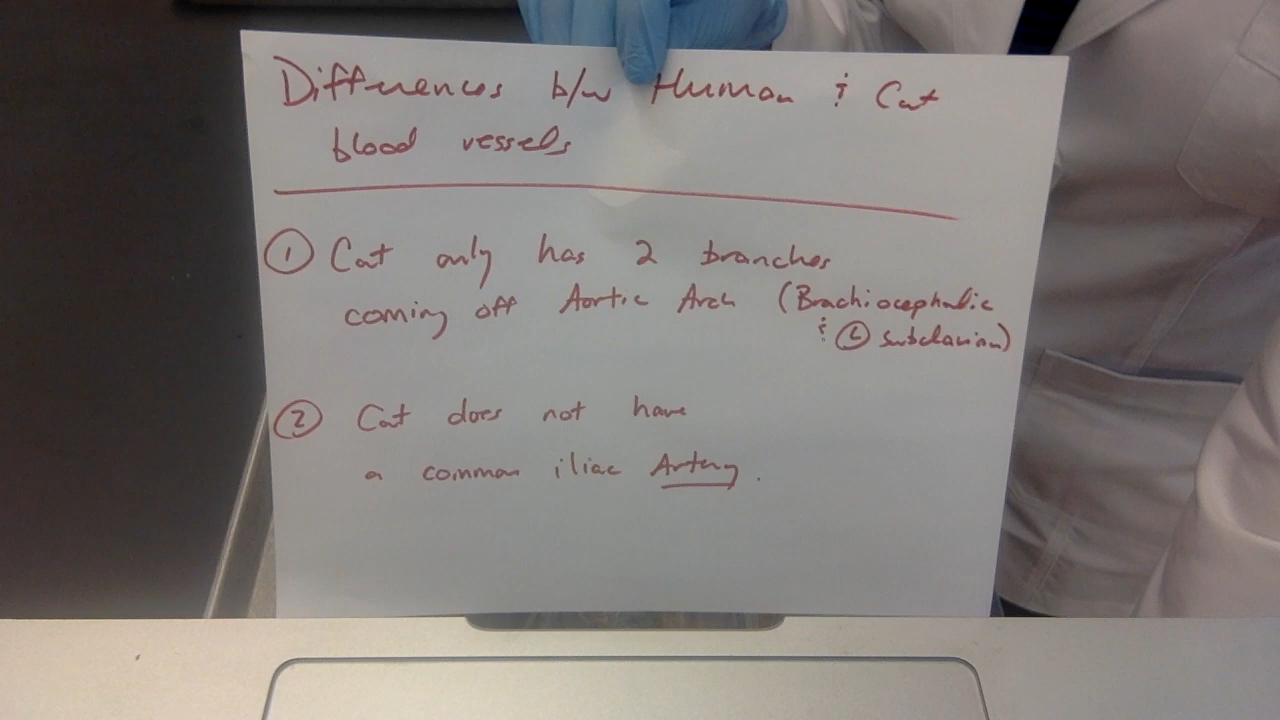 Differences b/w Human & Cat
blood vessels
① Cat only has 2 branches
coming off Aortic Arch (Brachiocephalic
& Ⓛ subclavian)
② Cat does not have
a common iliac Artery.